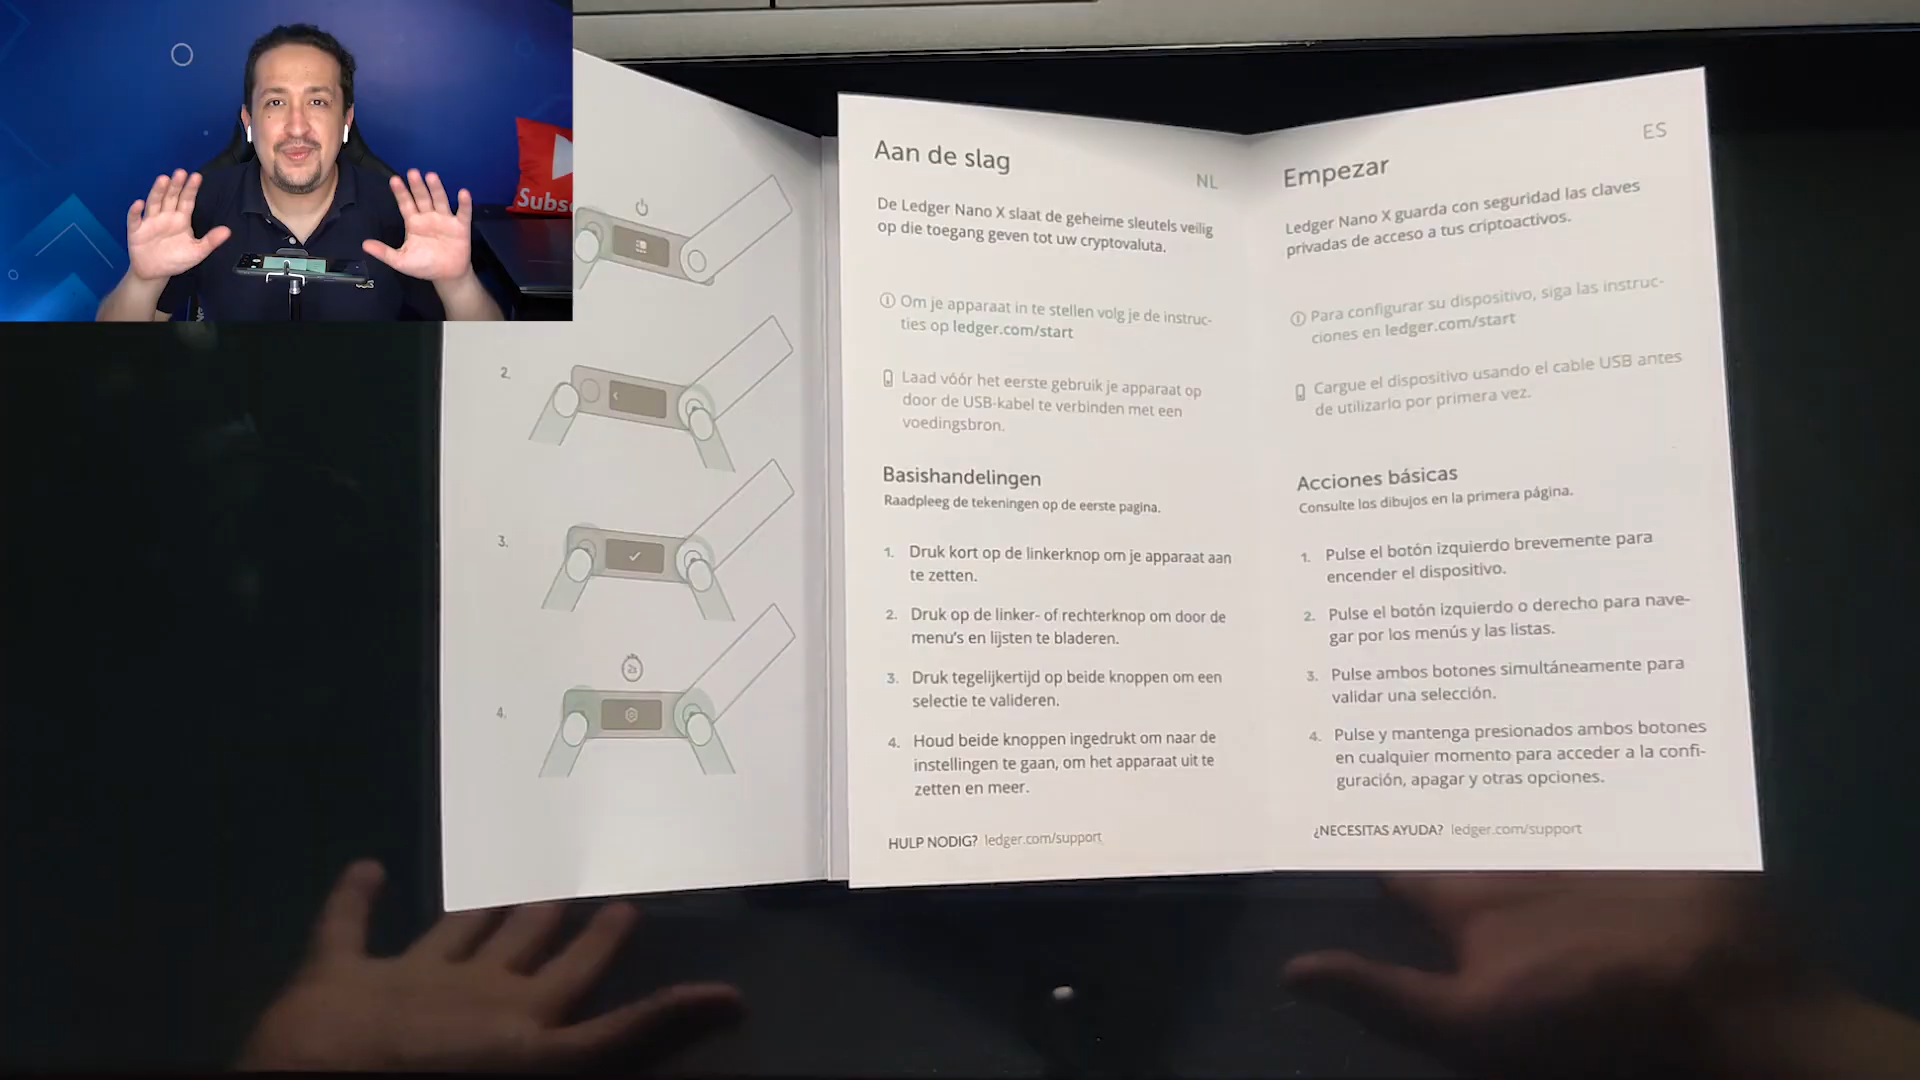 Subs
2.
3.
2s
4.
Aan de slag
NL
De Ledger Nano X slaat de geheime sleutels veilig
op die toegang geven tot uw cryptovaluta.
Om je apparaat in te stellen volg je de instruc-
ties op ledger.com/start
Laad vóór het eerste gebruik je apparaat op
door de USB-kabel te verbinden met een
voedingsbron.
Basishandelingen
Raadpleeg de tekeningen op de eerste pagina.
1. Druk kort op de linkerknop om je apparaat aan
te zetten.
2. Druk op de linker- of rechterknop om door de
menu's en lijsten te bladeren.
3. Druk tegelijkertijd op beide knoppen om een
selectie te valideren.
4. Houd beide knoppen ingedrukt om naar de
instellingen te gaan, om het apparaat uit te
zetten en meer.
HULP NODIG? ledger.com/support
ES
Empezar
Ledger Nano X guarda con seguridad las claves
privadas de acceso a tus criptoactivos.
Para configurar su dispositivo, siga las instruc-
ciones en ledger.com/start
Cargue el dispositivo usando el cable USB antes
de utilizarlo por primera vez.
Acciones básicas
Consulte los dibujos en la primera página.
1. Pulse el botón izquierdo brevemente para
encender el dispositivo.
2. Pulse el botón izquierdo o derecho para nave-
gar por los menús y las listas.
3. Pulse ambos botones simultáneamente para
validar una selección.
4. Pulse y mantenga presionados ambos botones
en cualquier momento para acceder a la confi-
guración, apagar y otras opciones.
¿NECESITAS AYUDA? ledger.com/support